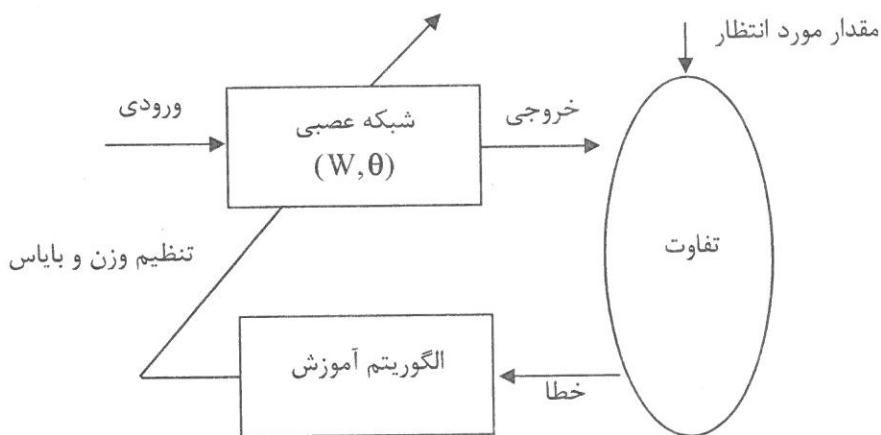 مقدار مورد انتظار
ورودی
شبکه عصبی
(W,θ)
خروجی
تفاوت
تنظیم وزن و بایاس
الگوریتم آموزش
خطا